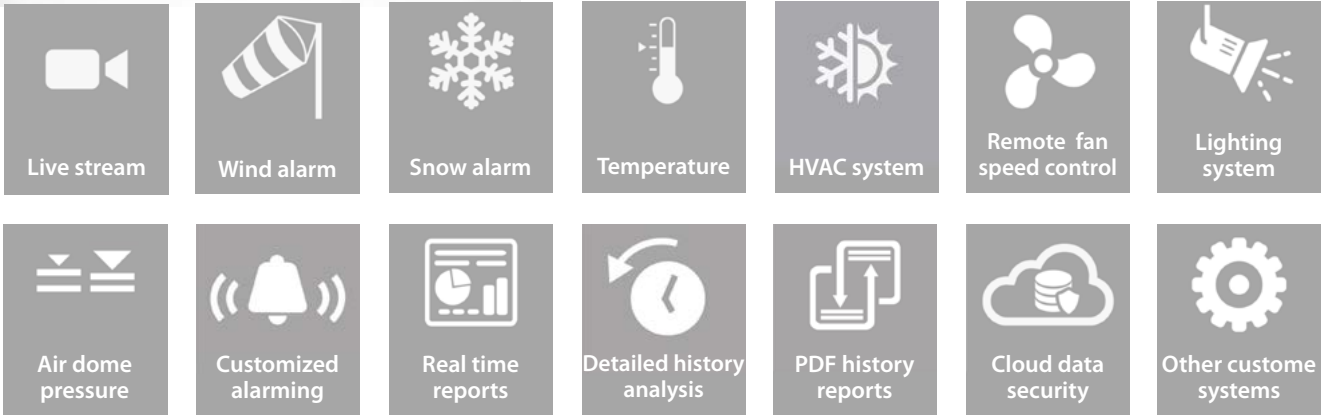 Live stream
Wind alarm
Snow alarm
Temperature
HVAC system
Remote fan
speed control
Lighting
system
Air dome
pressure
Customized
alarming
Real time
reports
Detailed history
analysis
PDF history
reports
Cloud data
security
Other custome
systems